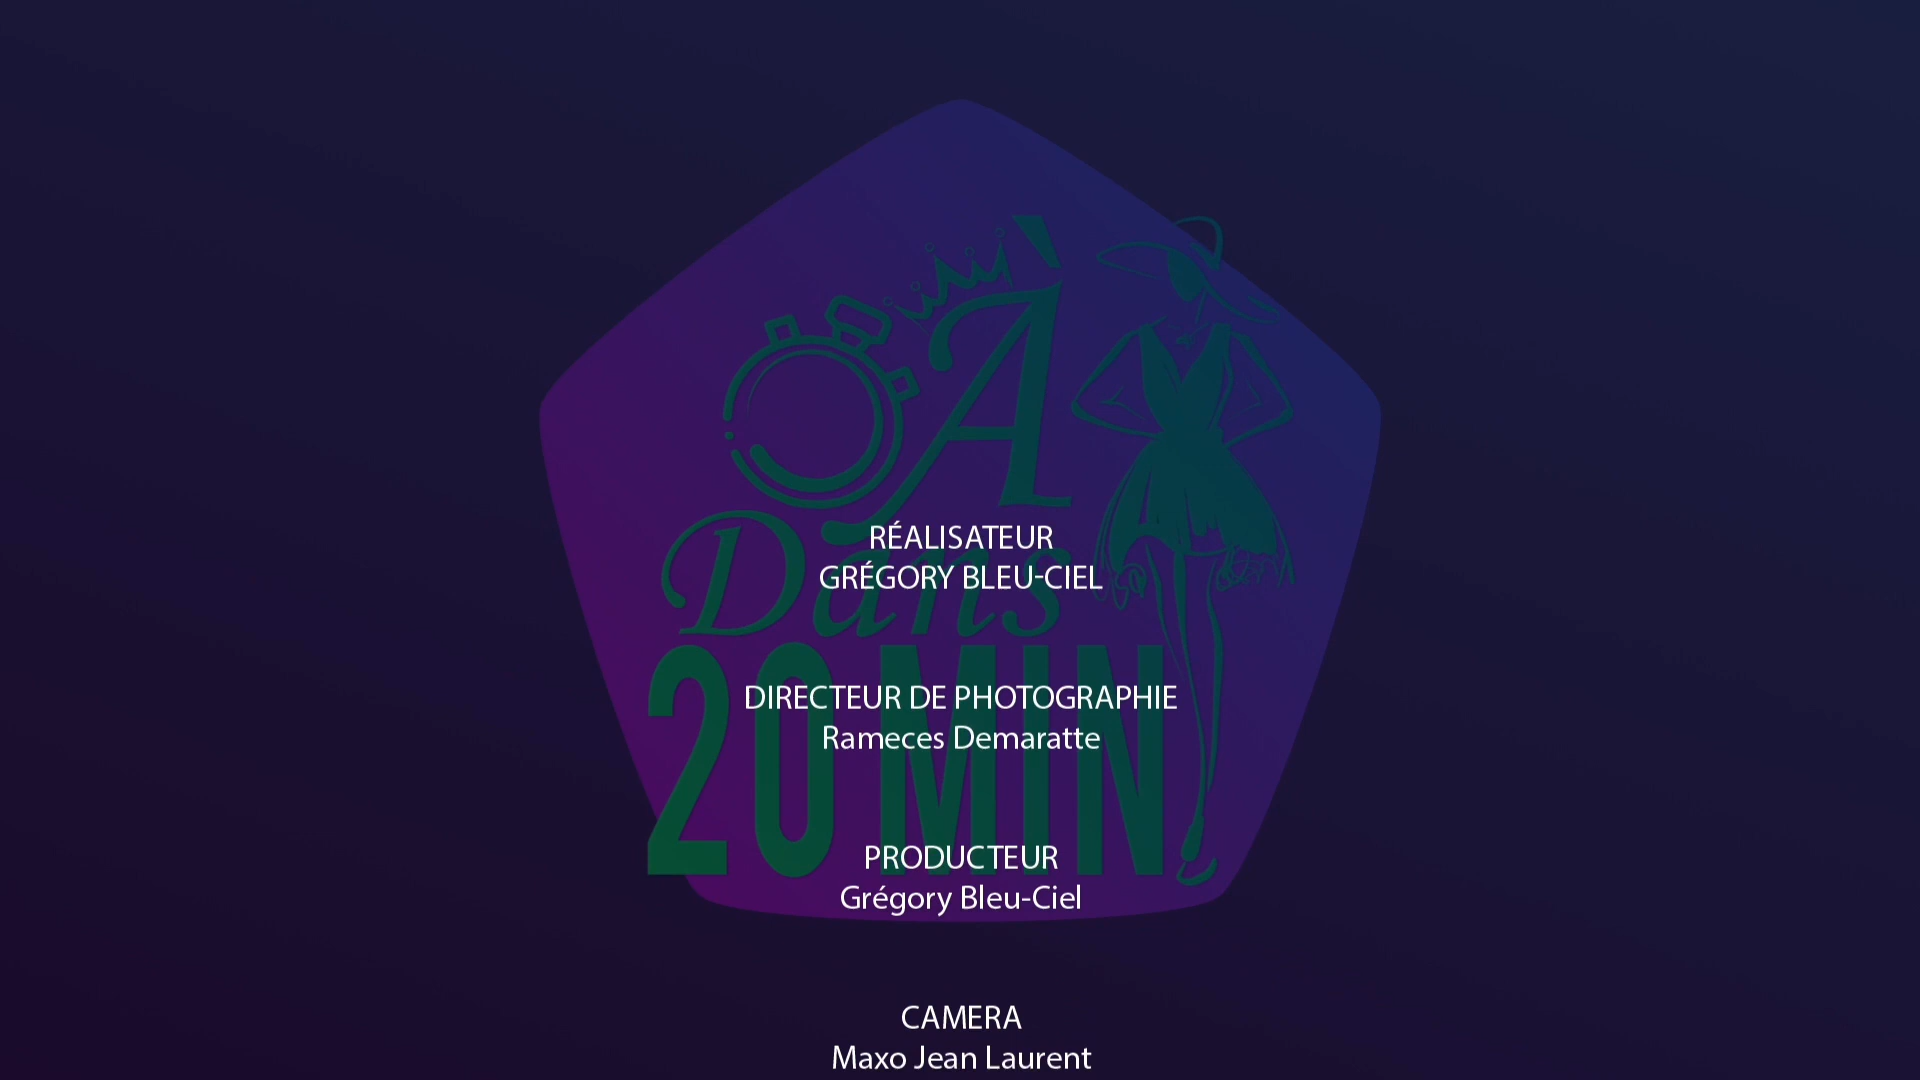 À
Dans
20 MIN
RÉALISATEUR
GRÉGORY BLEU-CIEL
DIRECTEUR DE PHOTOGRAPHIE
Rameces Demaratte
PRODUCTEUR
Grégory Bleu-Ciel
CAMERA
Maxo Jean Laurent